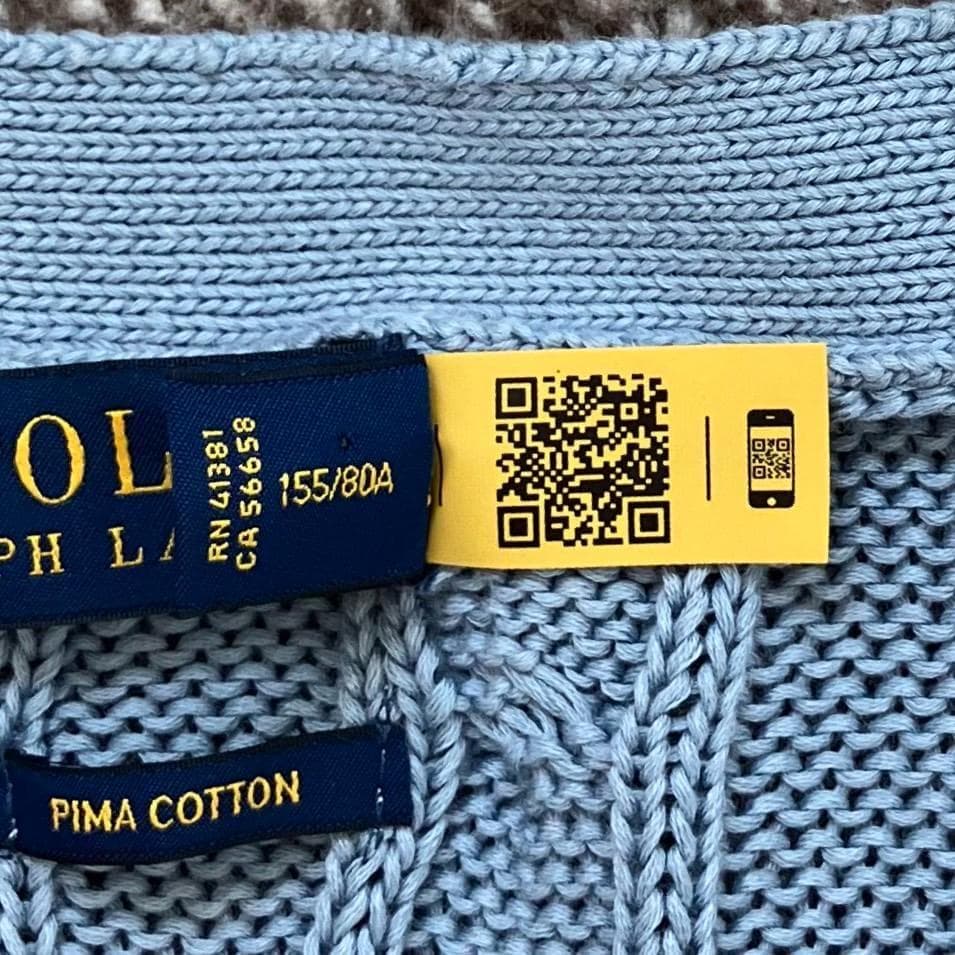 OL
PH LA
RN 41381
CA 56658
155/80A
PIMA COTTON